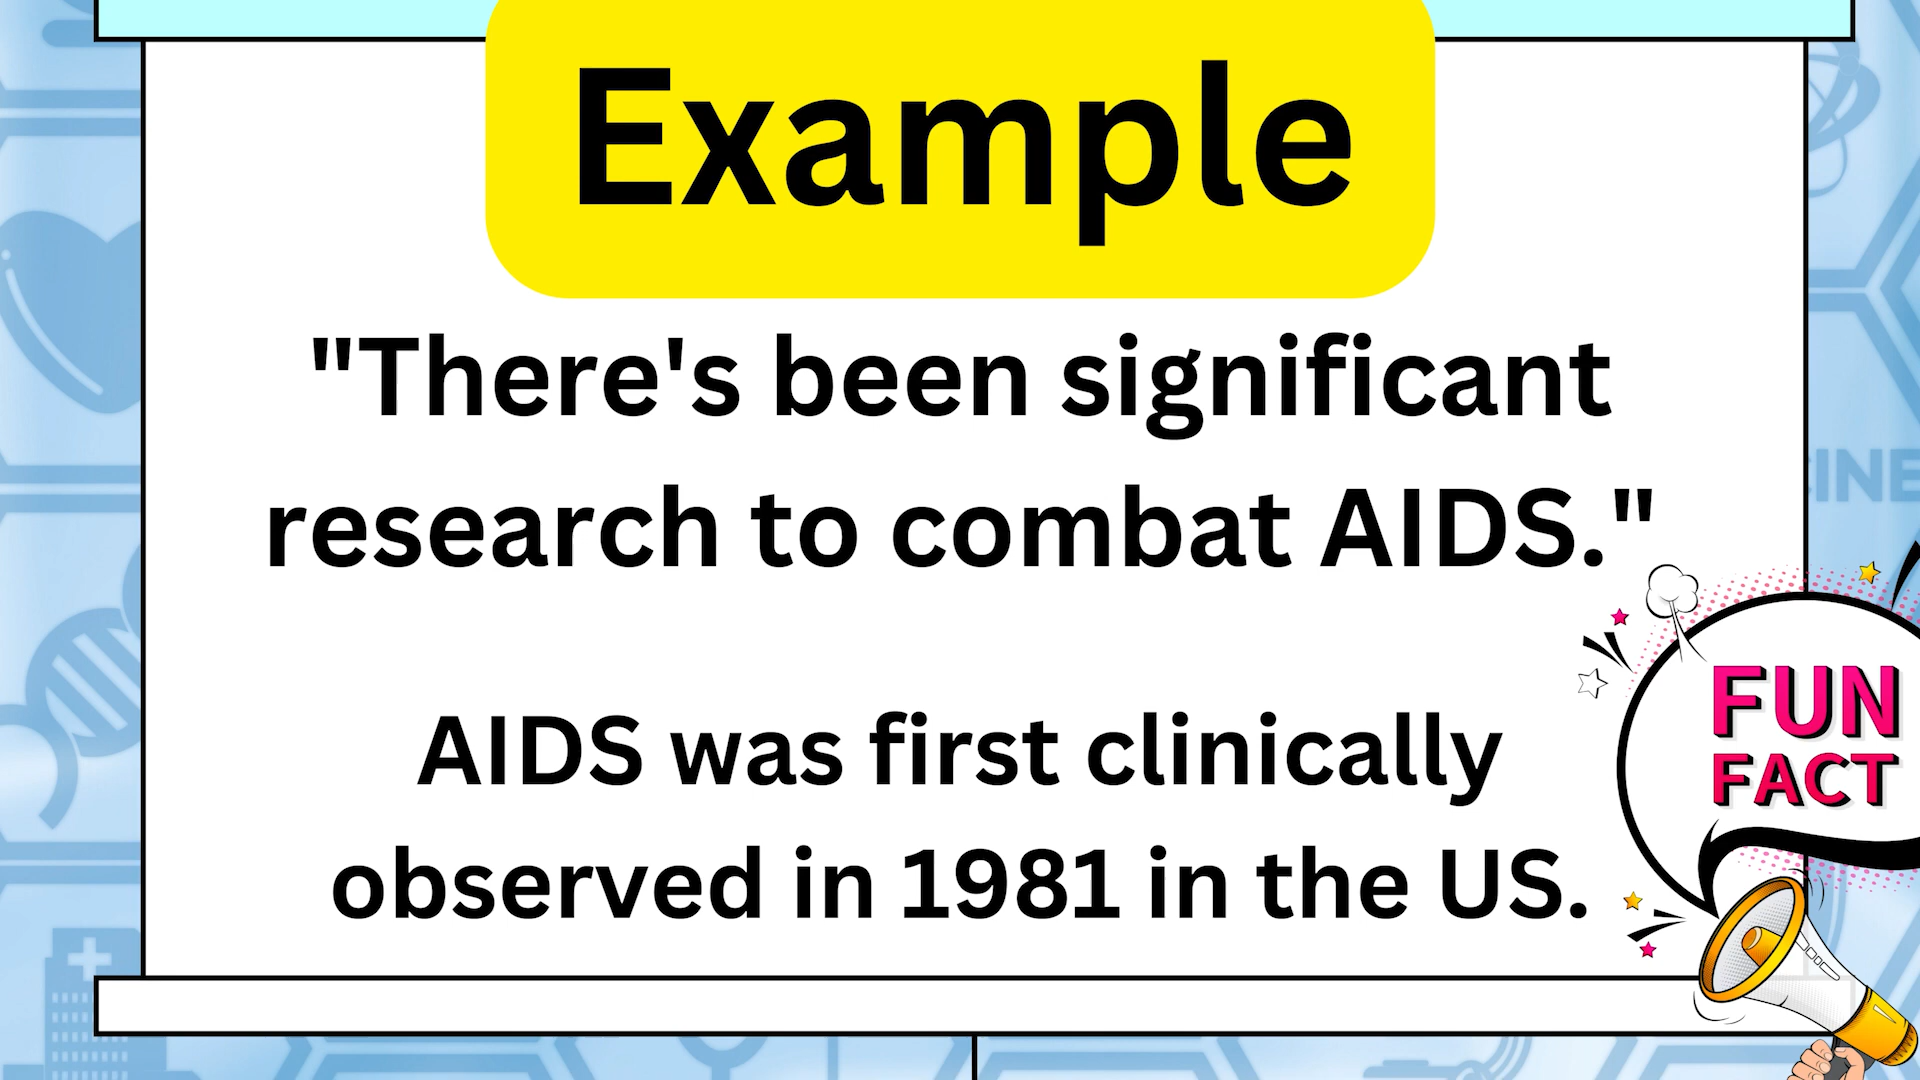 Example
"There's been significant
research to combat AIDS."
AIDS was first clinically
observed in 1981 in the US.
FUN
FACT